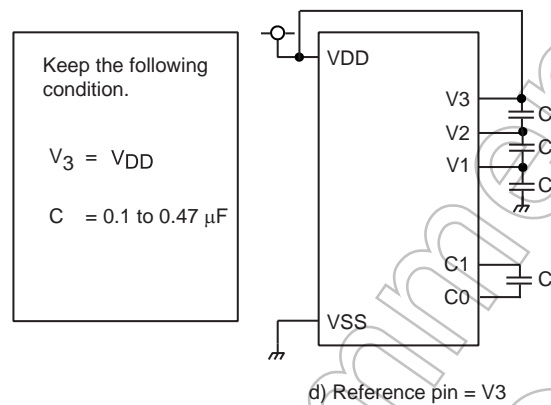 Keep the following
condition.
V3 = VDD
C = 0.1 to 0.47 μF
VDD
V3
C
V2
C
V1
C
C1
C
C0
VSS
d) Reference pin = V3